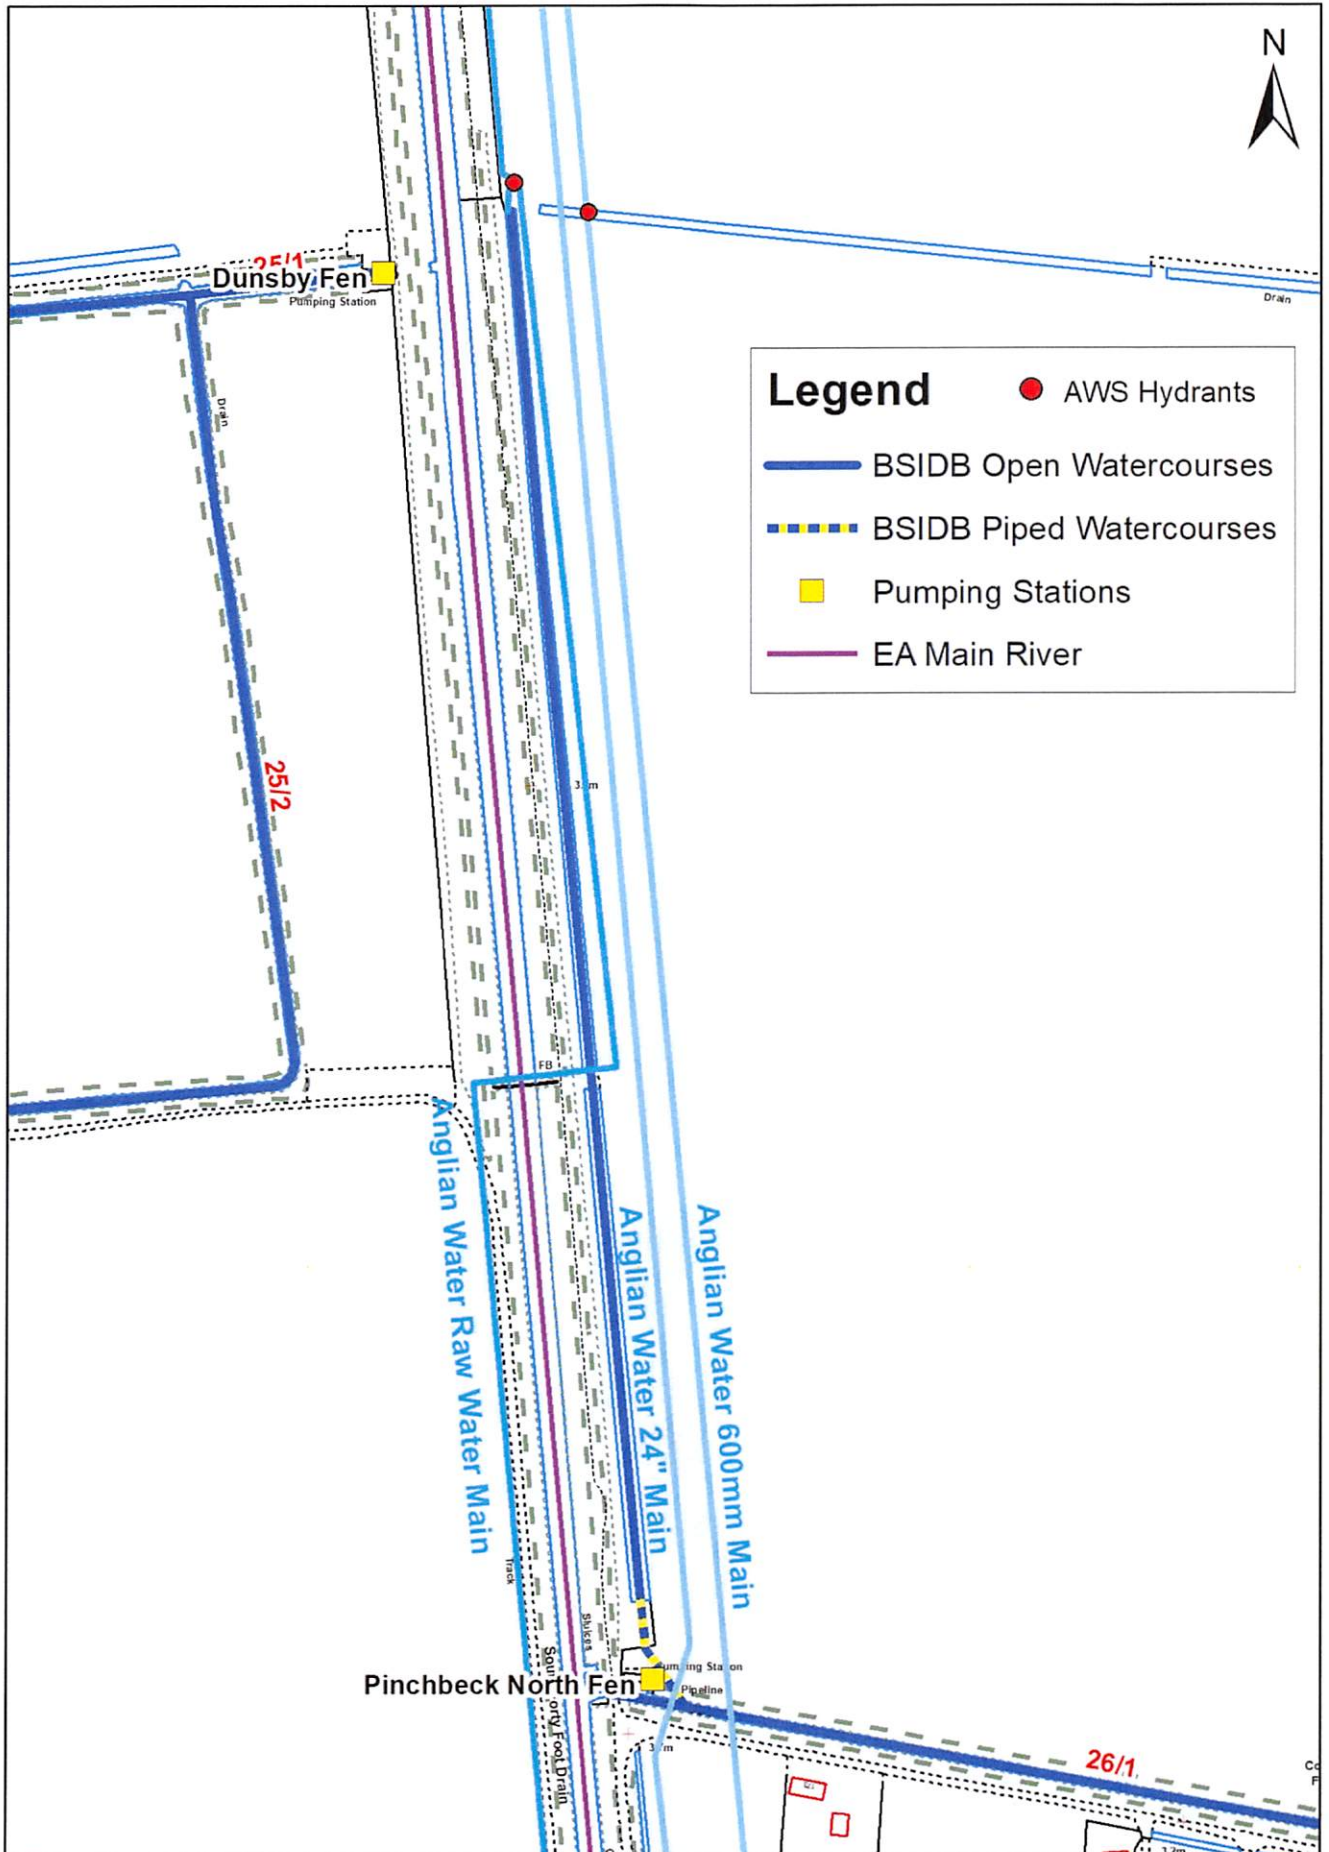 N
25/1
Dunsby Fen
Pumping Station
Drain
Legend
AWS Hydrants
BSIDB Open Watercourses
BSIDB Piped Watercourses
Pumping Stations
EA Main River
Drain
25/2
FB
Anglian Water Raw Water Main
Anglian Water 24" Main
Anglian Water 600mm Main
Track
Sluices
Pinchbeck North Fen
Pipeline
Foot Drain
26/1